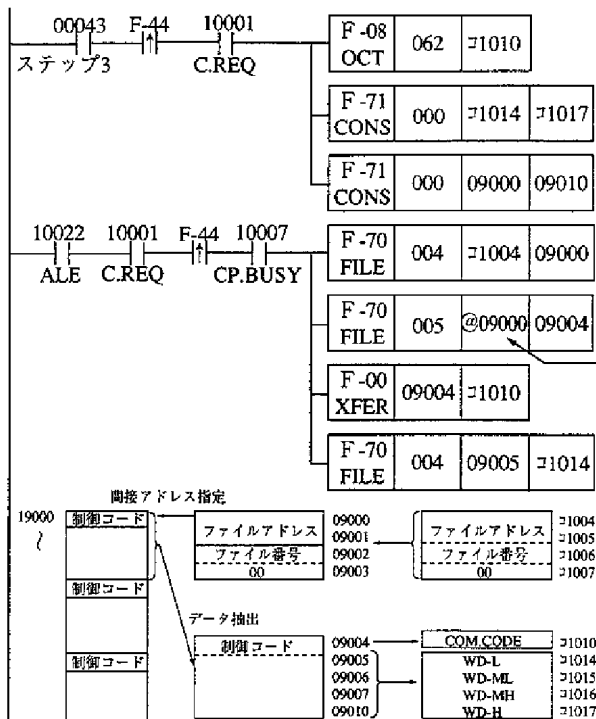 00043 F-44 10001
ステップ3 C.REQ
F-08 OCT 062 コ1010
F-71 CONS 000 コ1014 コ1017
F-71 CONS 000 09000 09010
10022 10001 F-44 10007
ALE C.REQ CP.BUSY
F-70 FILE 004 コ1004 09000
F-70 FILE 005 @09000 09004
F-00 XFER 09004 コ1010
F-70 FILE 004 09005 コ1014
間接アドレス指定
19000 制御コード
〜
制御コード
制御コード
ファイルアドレス 09000
09001
ファイル番号 09002
00 09003
ファイルアドレス コ1004
コ1005
ファイル番号 コ1006
00 コ1007
データ抽出
制御コード 09004
09005
09006
09007
09010
COM.CODE コ1010
WD-L コ1014
WD-ML コ1015
WD-MH コ1016
WD-H コ1017